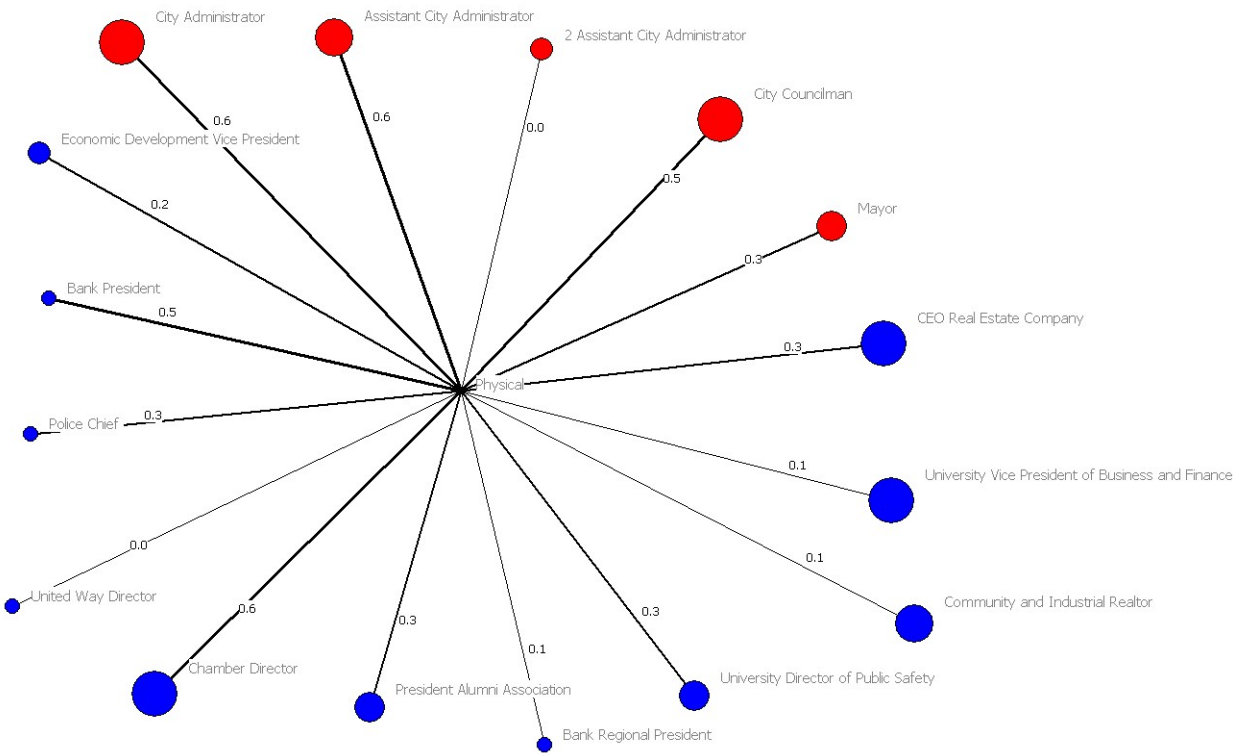 City Administrator
Assistant City Administrator
2 Assistant City Administrator
City Councilman
0.6
0.6
0.0
Economic Development Vice President
0.5
0.2
Mayor
0.3
Bank President
0.5
CEO Real Estate Company
0.3
Physical
Police Chief
0.3
0.1
University Vice President of Business and Finance
0.0
0.1
United Way Director
0.6
0.3
0.3
Community and Industrial Realtor
0.1
Chamber Director
President Alumni Association
University Director of Public Safety
Bank Regional President